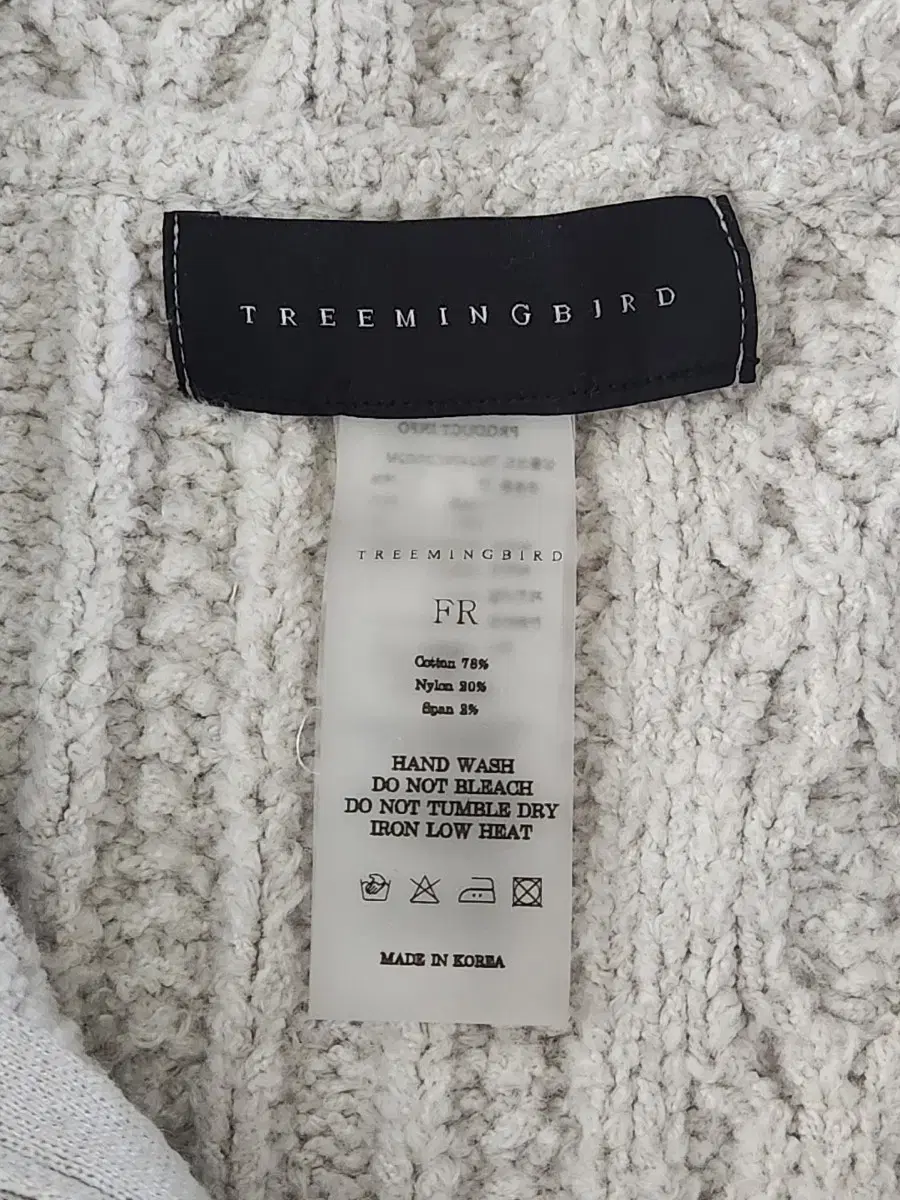 TREEMINGBIRD
TREEMINGBIRD
FR
Cotton 78%
Nylon 20%
Span 2%
HAND WASH
DO NOT BLEACH
DO NOT TUMBLE DRY
IRON LOW HEAT
MADE IN KOREA